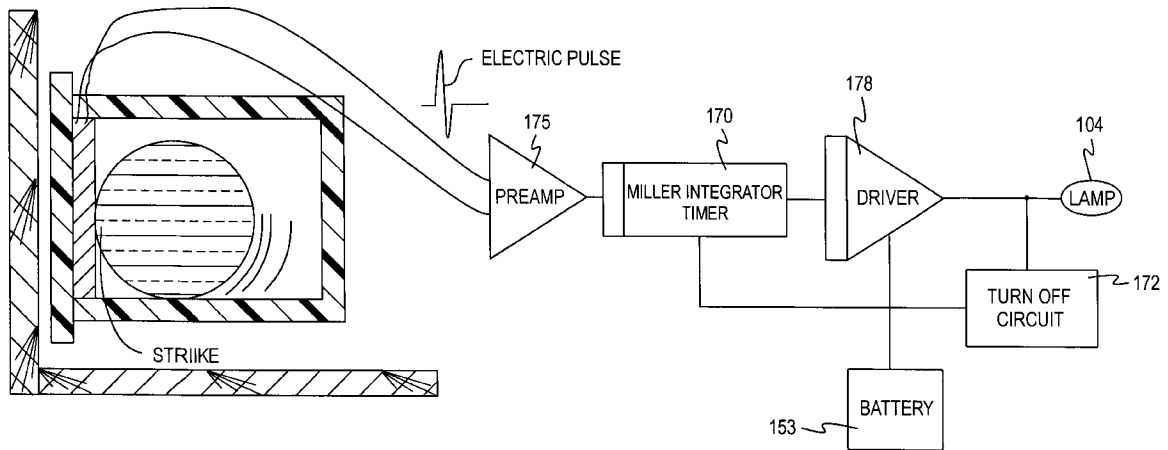 ELECTRIC PULSE
175
PREAMP
170
MILLER INTEGRATOR
TIMER
178
DRIVER
104
LAMP
172
TURN OFF
CIRCUIT
153
BATTERY
STRIIKE